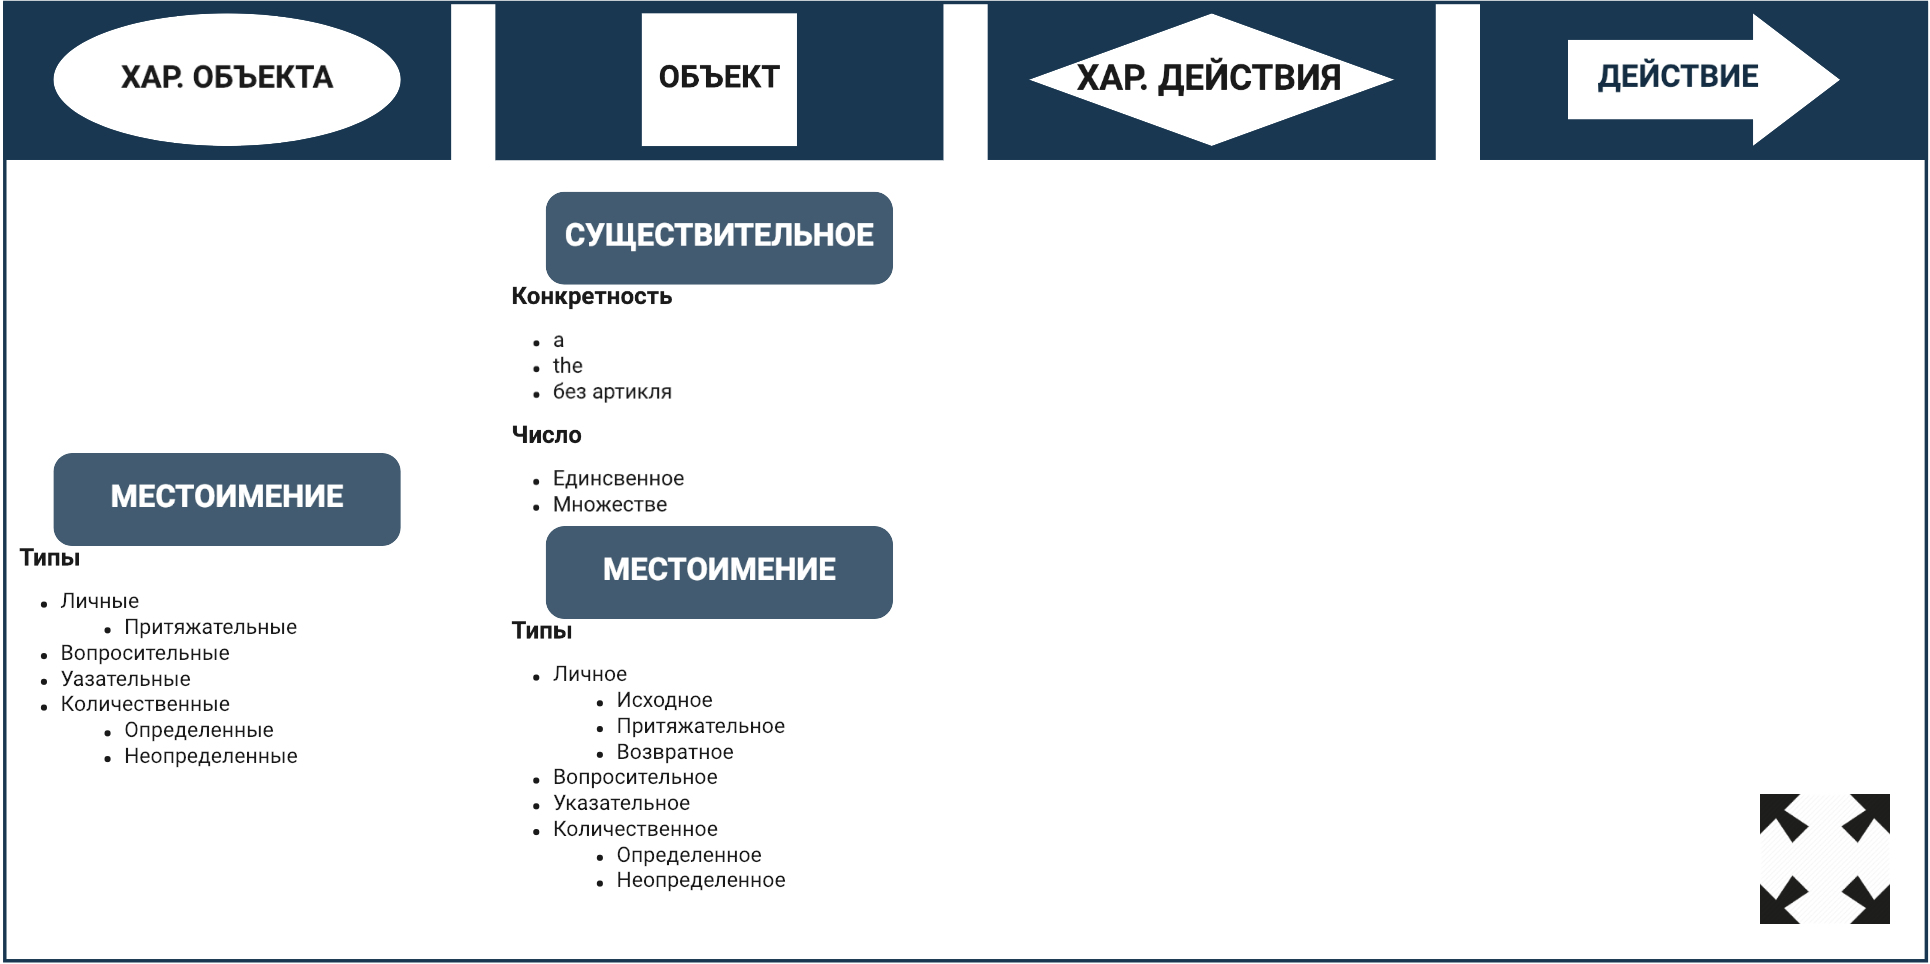 ХАР. ОБЪЕКТА
ОБЪЕКТ
ХАР. ДЕЙСТВИЯ
ДЕЙСТВИЕ
МЕСТОИМЕНИЕ
Типы
Личные
Притяжательные
Вопросительные
Уазательные
Количественные
Определенные
Неопределенные
СУЩЕСТВИТЕЛЬНОЕ
Конкретность
a
the
без артикля
Число
Единсвенное
Множестве
МЕСТОИМЕНИЕ
Типы
Личное
Исходное
Притяжательное
Возвратное
Вопросительное
Указательное
Количественное
Определенное
Неопределенное